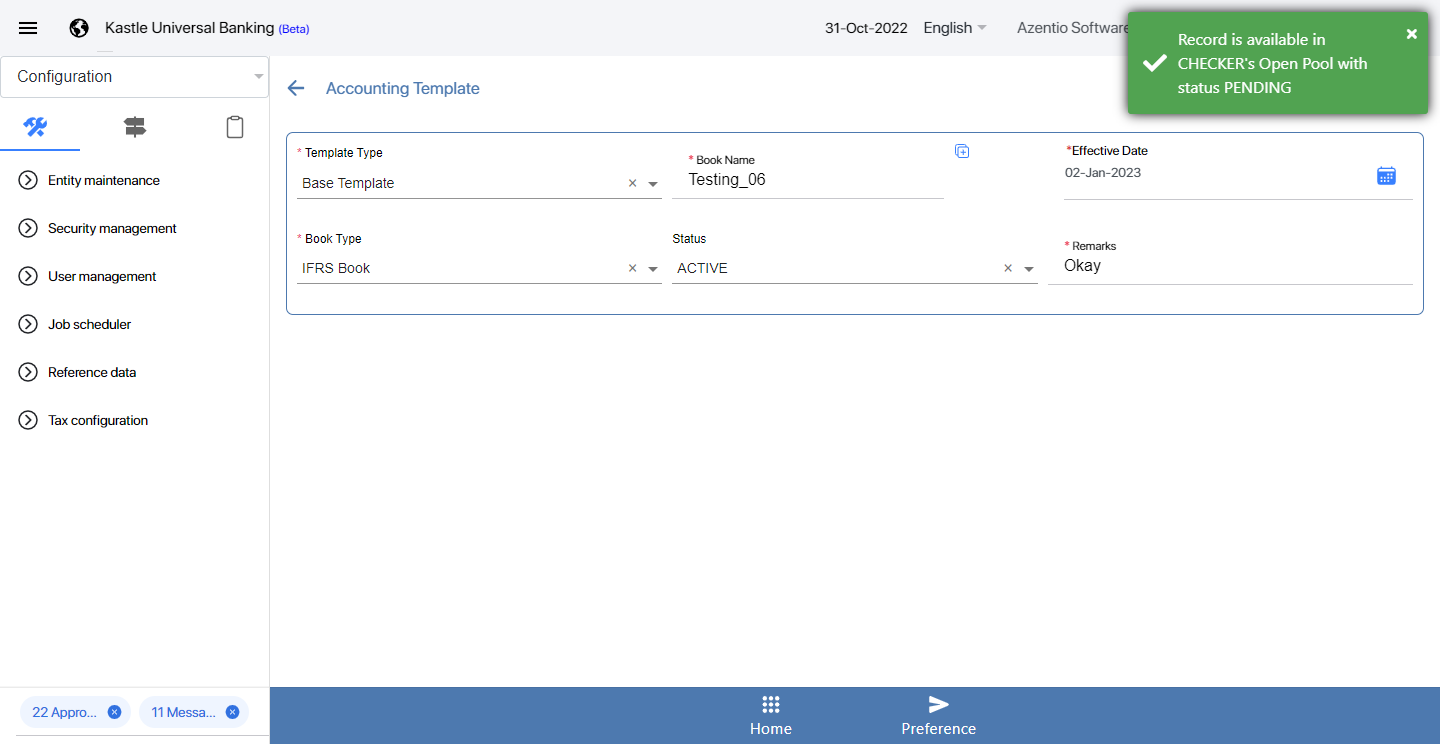 Kastle Universal Banking (Beta)
31-Oct-2022 English Azentio Software
Record is available in
CHECKER's Open Pool with
status PENDING
Configuration
Accounting Template
* Template Type
Base Template
* Book Name
Testing_06
*Effective Date
02-Jan-2023
* Book Type
IFRS Book
Status
ACTIVE
* Remarks
Okay
Entity maintenance
Security management
User management
Job scheduler
Reference data
Tax configuration
22 Appro...
11 Messa...
Home
Preference